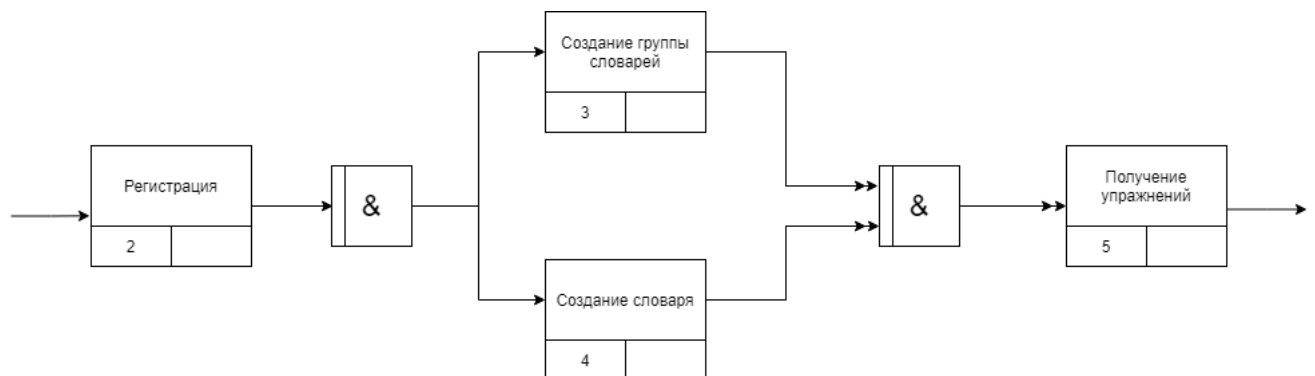 Создание группы
словарей
3
Регистрация
2
&
&
Получение
упражнений
5
Создание словаря
4